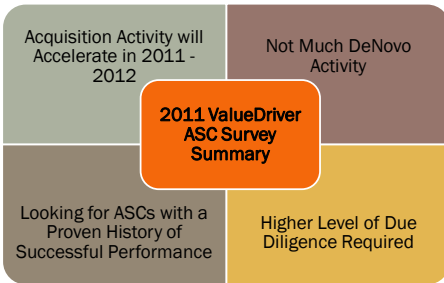 Acquisition Activity will
Accelerate in 2011 -
2012
Not Much DeNovo
Activity
2011 ValueDriver
ASC Survey
Summary
Looking for ASCs with a
Proven History of
Successful Performance
Higher Level of Due
Diligence Required